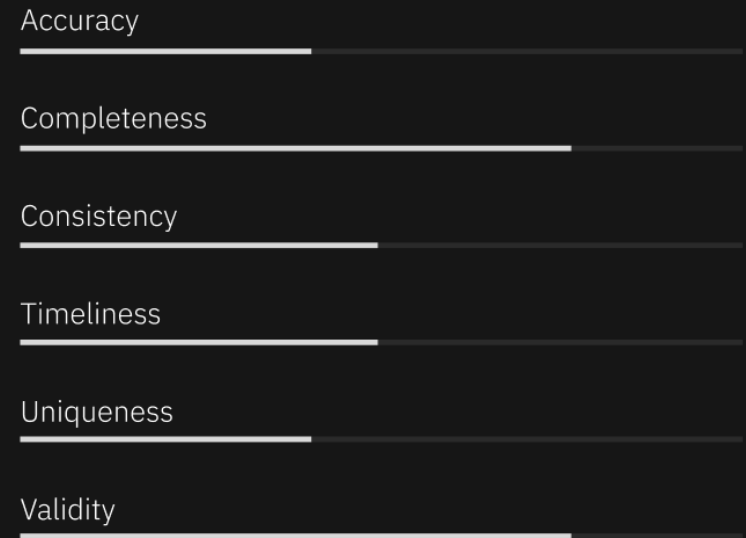 Accuracy
Completeness
Consistency
Timeliness
Uniqueness
Validity